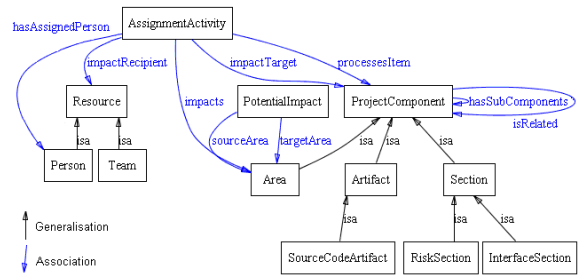 AssignmentActivity
hasAssignedPerson
impactRecipient
impactTarget
processesItem
Resource
impacts
PotentialImpact
ProjectComponent
hasSubComponents
isRelated
isa
isa
sourceArea
targetArea
isa
isa
isa
Person
Team
Area
Artifact
Section
Generalisation
isa
isa
isa
Association
SourceCodeArtifact
RiskSection
InterfaceSection